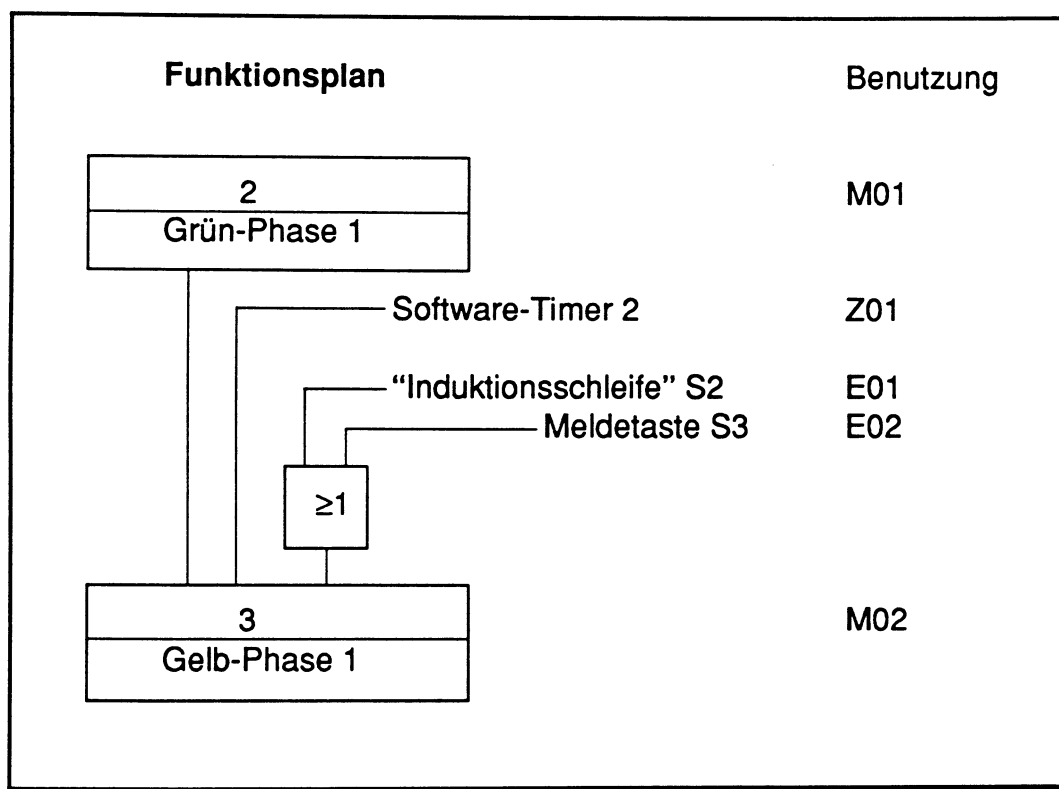 Funktionsplan Benutzung
2 M01
Grün-Phase 1
Software-Timer 2 Z01
“Induktionsschleife” S2 E01
Meldetaste S3 E02
≥1
3 M02
Gelb-Phase 1